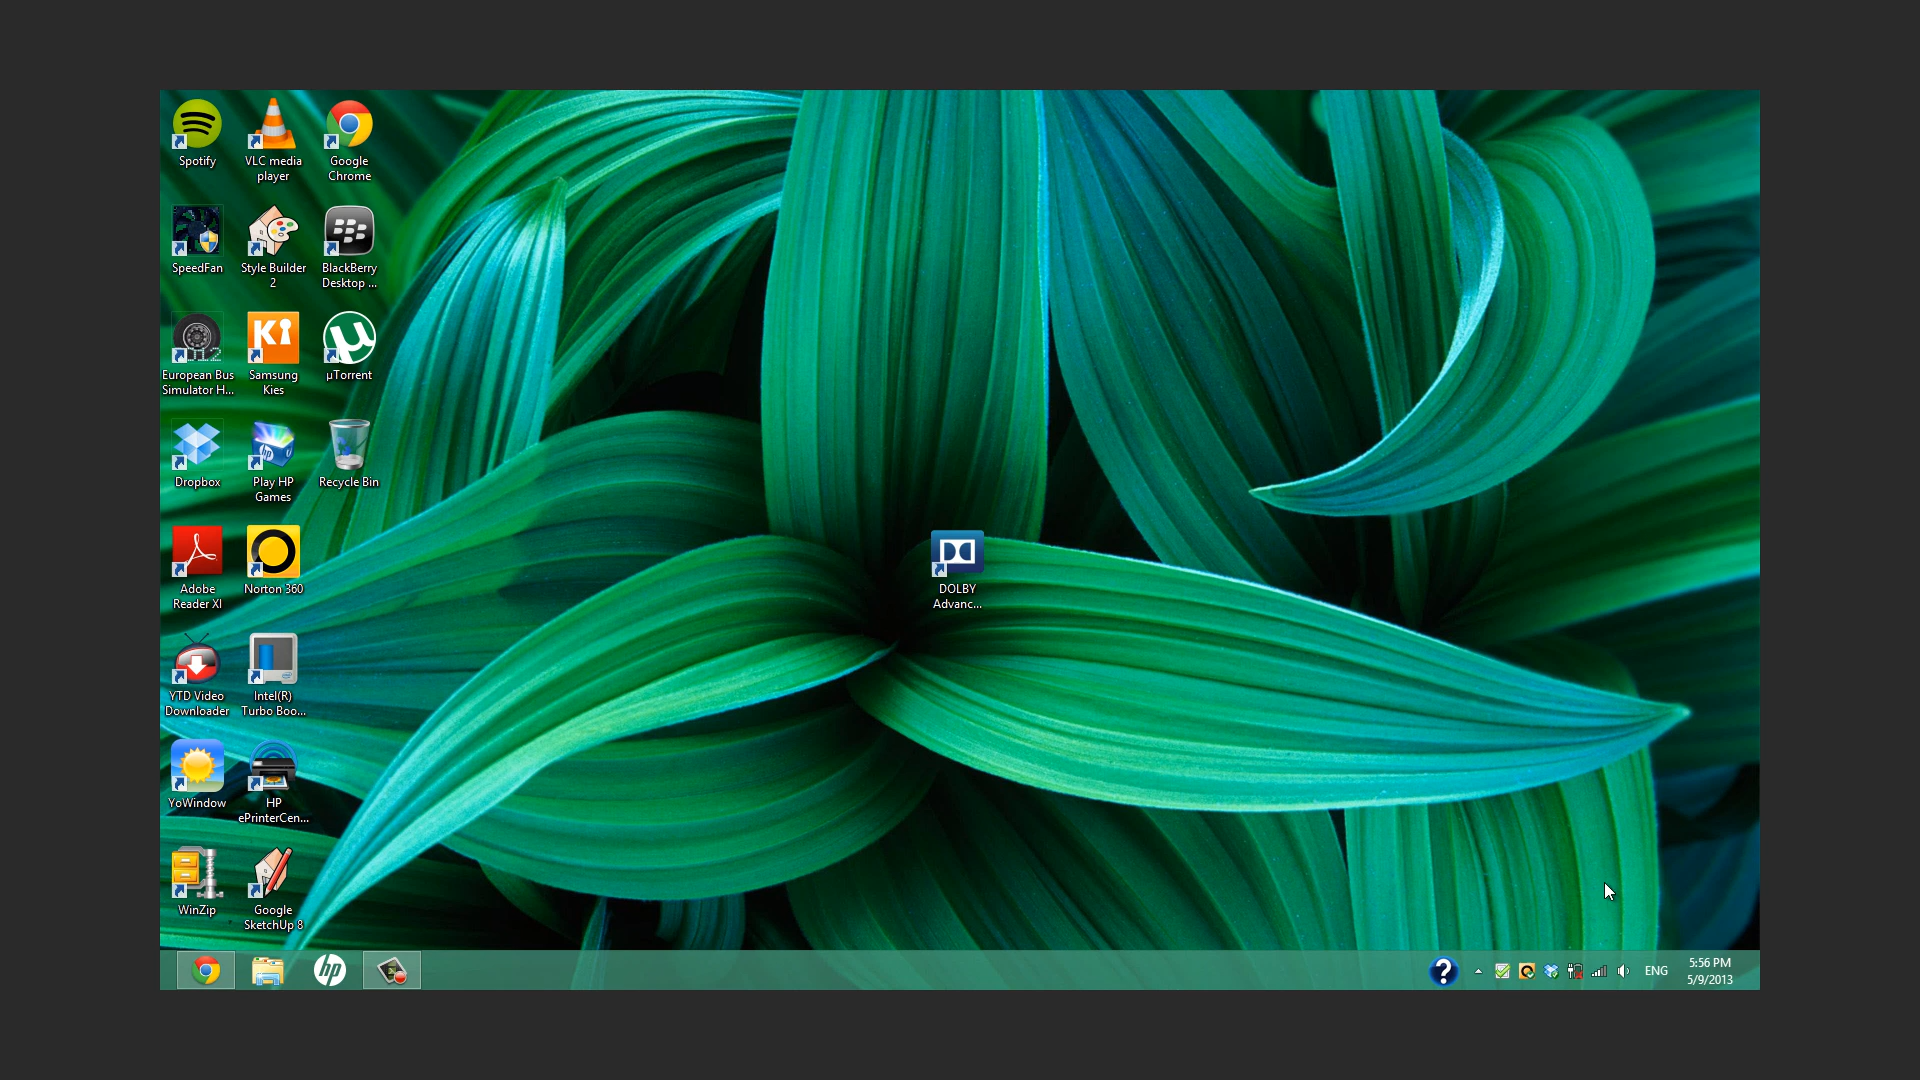 Spotify
VLC media
player
Google
Chrome
SpeedFan
Style Builder
2
BlackBerry
Desktop ...
European Bus
Simulator H...
Samsung
Kies
µTorrent
Dropbox
Play HP
Games
Recycle Bin
Adobe
Reader XI
Norton 360
DOLBY
Advanc...
YTD Video
Downloader
Intel(R)
Turbo Boo...
YoWindow
HP
ePrinterCen...
WinZip
Google
SketchUp 8
hp
ENG
5:56 PM
5/9/2013